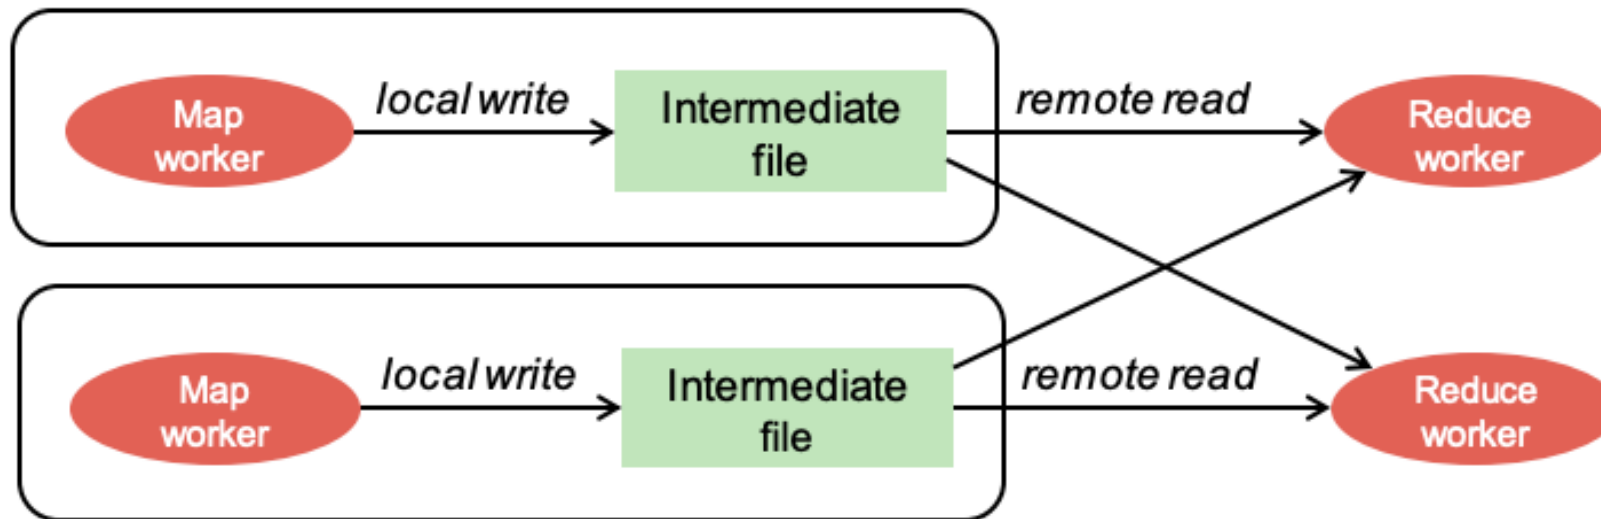 Map
worker
local write
Intermediate
file
remote read
Reduce
worker
Map
worker
local write
Intermediate
file
remote read
Reduce
worker